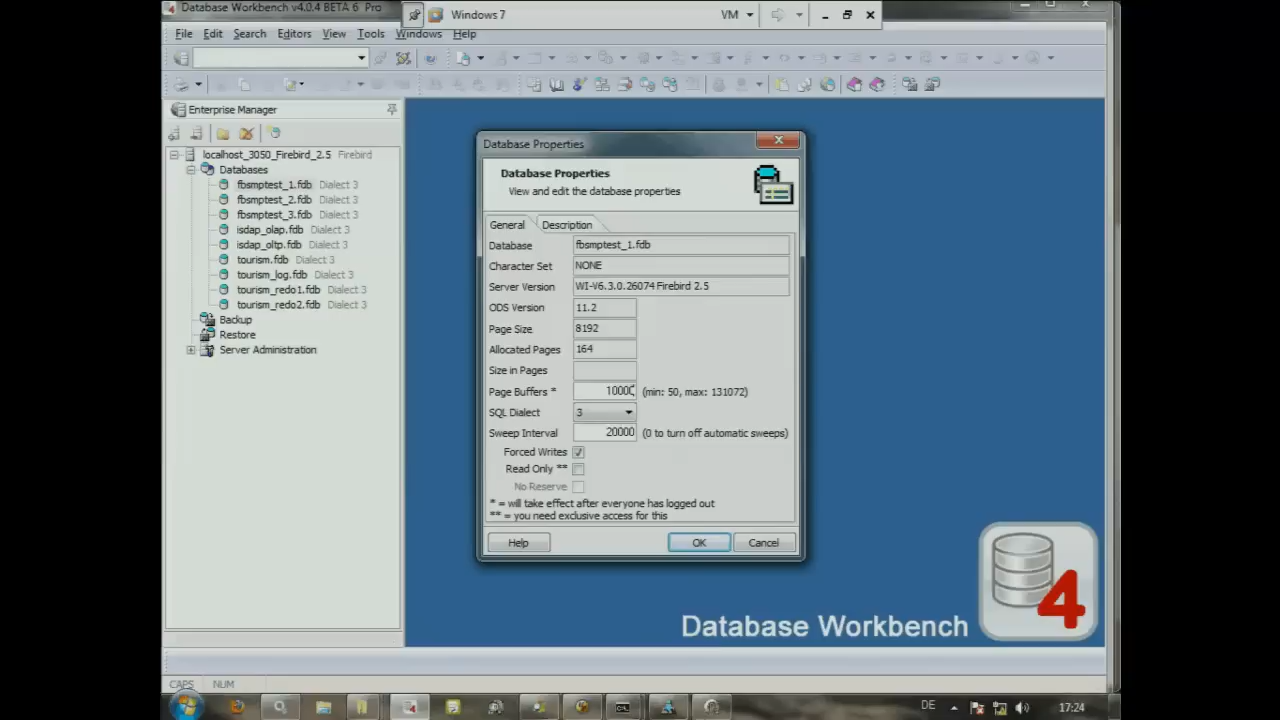 Database Workbench v4.0.4 BETA 6 Pro
Windows 7
VM
File Edit Search Editors View Tools Windows Help
Enterprise Manager
localhost_3050_Firebird_2.5 Firebird
Databases
fbsmptest_1.fdb Dialect 3
fbsmptest_2.fdb Dialect 3
fbsmptest_3.fdb Dialect 3
isdap_olap.fdb Dialect 3
isdap_oltp.fdb Dialect 3
tourism.fdb Dialect 3
tourism_log.fdb Dialect 3
tourism_redo1.fdb Dialect 3
tourism_redo2.fdb Dialect 3
Backup
Restore
Server Administration
Database Properties
Database Properties
View and edit the database properties
General Description
Database fbsmptest_1.fdb
Character Set NONE
Server Version WI-V6.3.0.26074 Firebird 2.5
ODS Version 11.2
Page Size 8192
Allocated Pages 164
Size in Pages
Page Buffers * 10000 (min: 50, max: 131072)
SQL Dialect 3
Sweep Interval 20000 (0 to turn off automatic sweeps)
Forced Writes
Read Only **
No Reserve
* = will take effect after everyone has logged out
** = you need exclusive access for this
Help OK Cancel
4
Database Workbench
CAPS NUM
DE 17:24